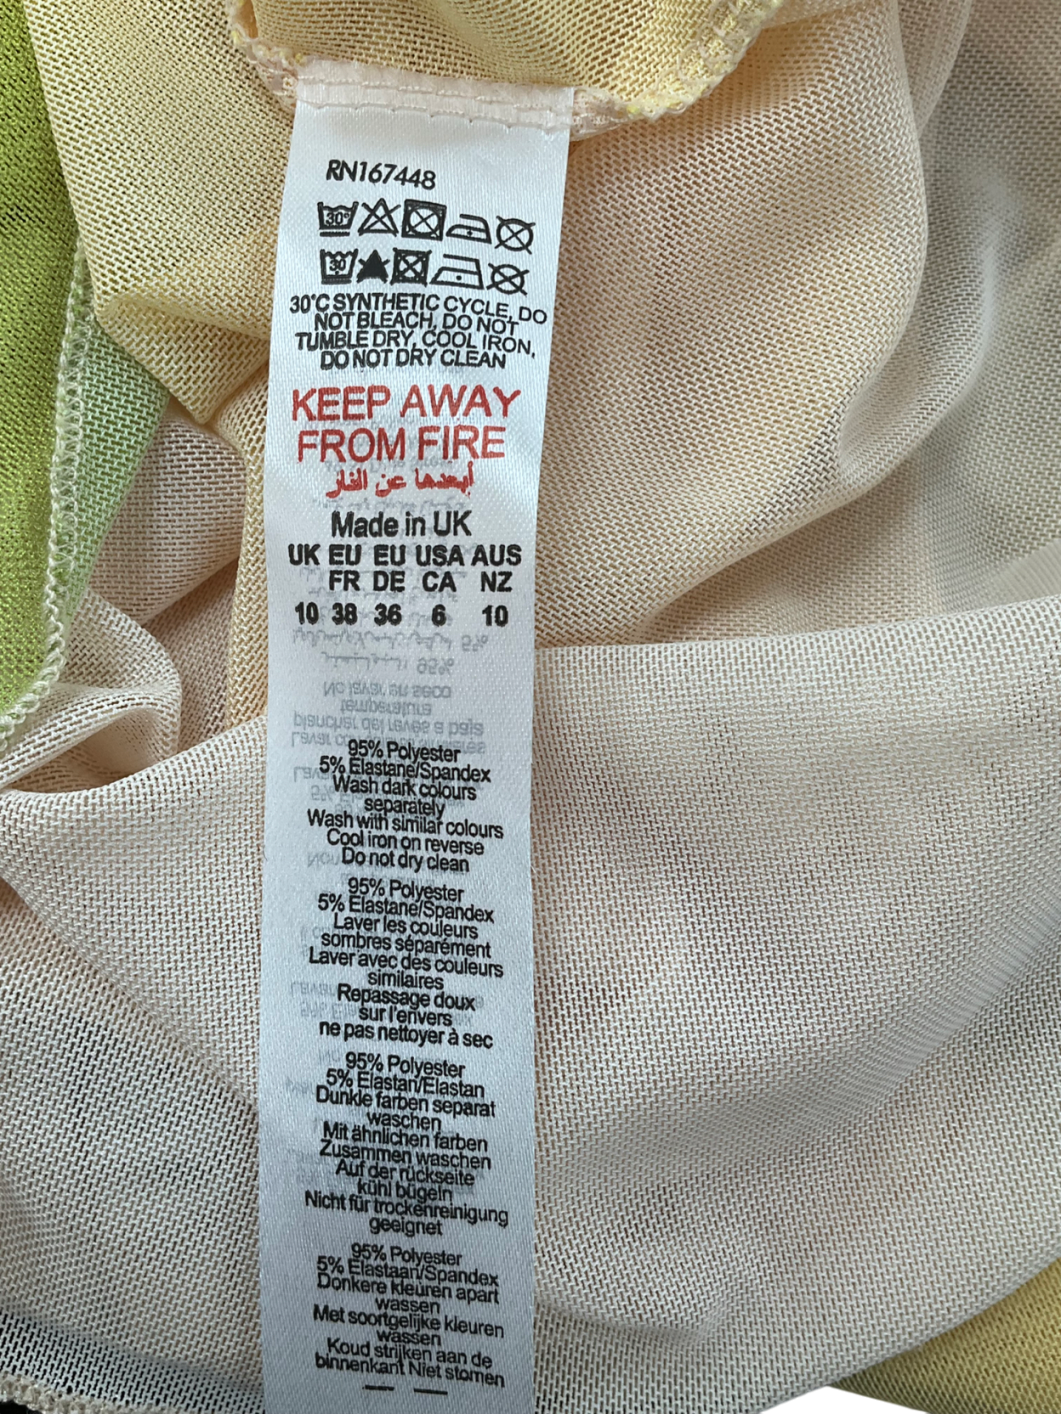 RN167448
30°
30°
30°C SYNTHETIC CYCLE, DO
NOT BLEACH, DO NOT
TUMBLE DRY, COOL IRON,
DO NOT DRY CLEAN
KEEP AWAY
FROM FIRE
أبعدها عن النار
Made in UK
UK EU EU USA AUS
FR DE CA NZ
10 38 36 6 10
95% Polyester
5% Elastane/Spandex
Wash dark colours
separately
Wash with similar colours
Cool iron on reverse
Do not dry clean
95% Polyester
5% Elastane/Spandex
Laver les couleurs
sombres séparément
Laver avec des couleurs
similaires
Repassage doux
sur l'envers
ne pas nettoyer à sec
95% Polyester
5% Elastan/Elastan
Dunkle farben separat
waschen
Mit ähnlichen farben
Zusammen waschen
Auf der rückseite
kühl bügeln
Nicht für trockenreinigung
geeignet
95% Polyester
5% Elastaan/Spandex
Donkere kleuren apart
wassen
Met soortgelijke kleuren
wassen
Koud strijken aan de
binnenkant Niet stomen